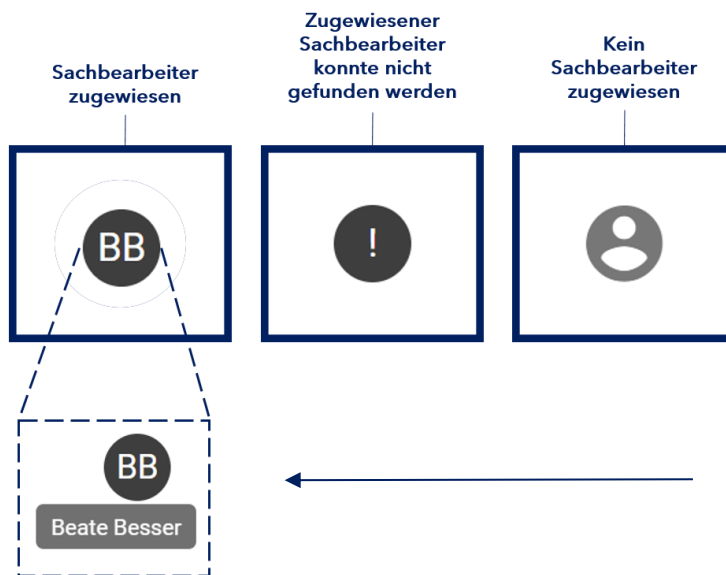 Sachbearbeiter
zugewiesen
Zugewiesener
Sachbearbeiter
konnte nicht
gefunden werden
Kein
Sachbearbeiter
zugewiesen
BB
!
BB
Beate Besser